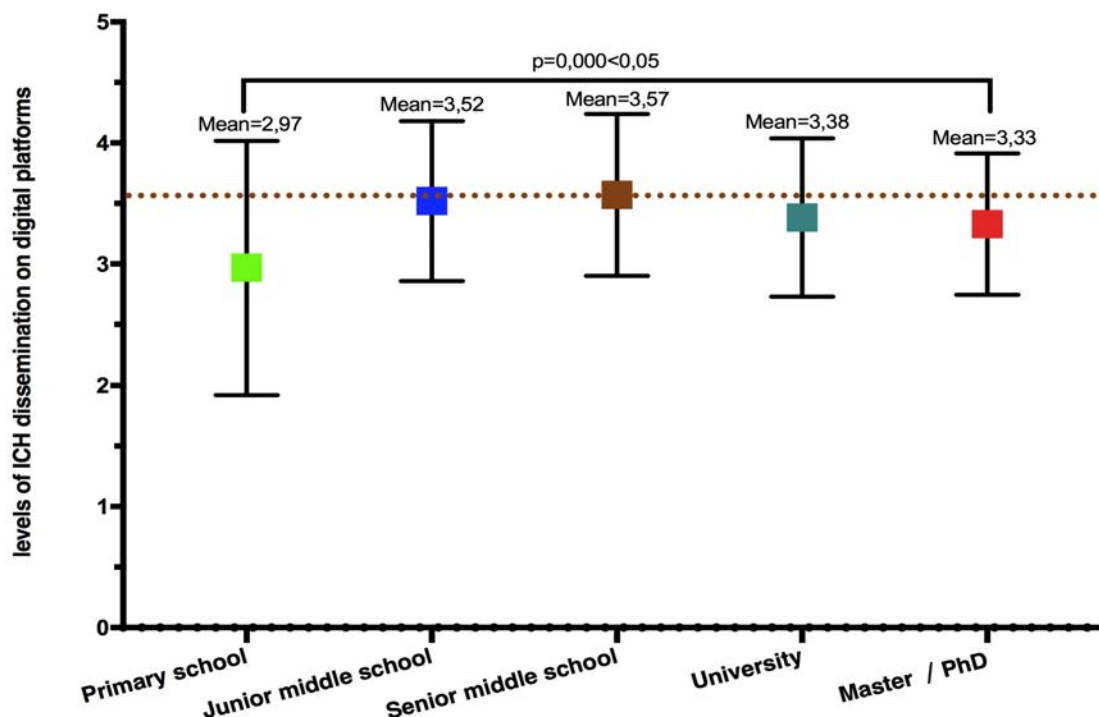 levels of ICH dissemination on digital platforms
5
4
3
2
1
0
p=0,000<0,05
Mean=2,97
Mean=3,52
Mean=3,57
Mean=3,38
Mean=3,33
Primary school
Junior middle school
Senior middle school
University
Master / PhD